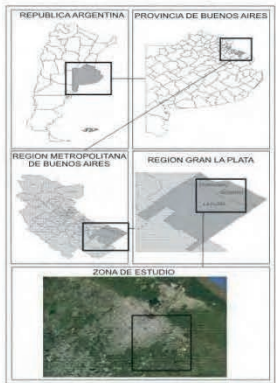 REPUBLICA ARGENTINA
PROVINCIA DE BUENOS AIRES
REGION METROPOLITANA
DE BUENOS AIRES
REGION GRAN LA PLATA
ZONA DE ESTUDIO